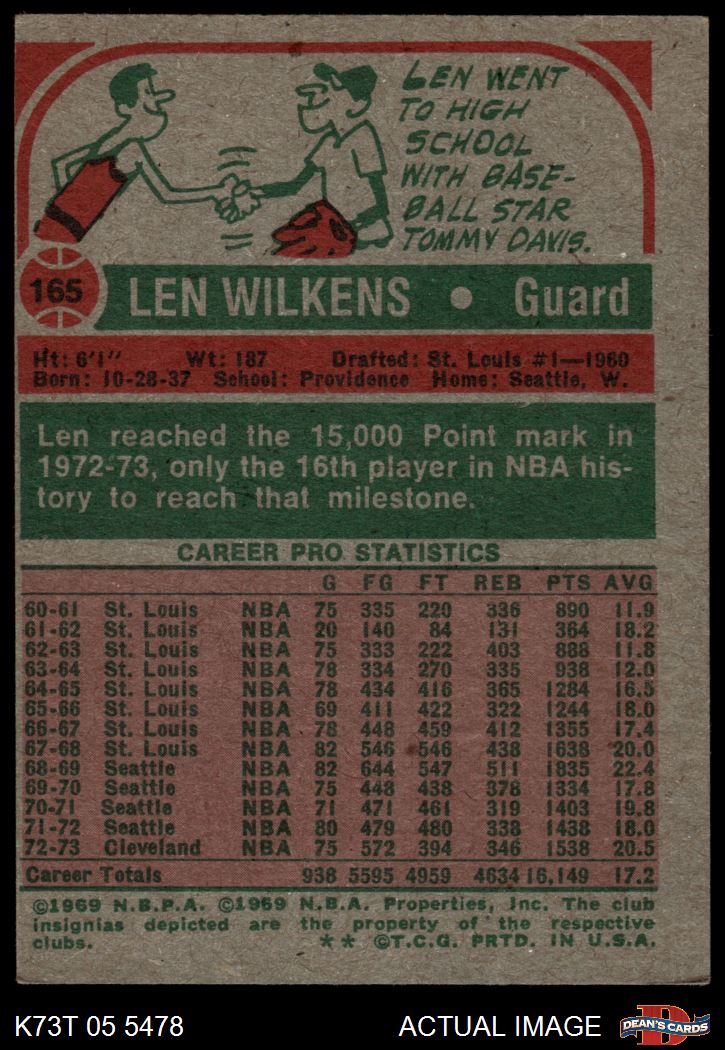 LEN WENT
TO HIGH
SCHOOL
WITH BASE-
BALL STAR
TOMMY DAVIS.
165 LEN WILKENS • Guard
Ht: 6'1" Wt: 187 Drafted: St. Louis #1—1960
Born: 10-28-37 School: Providence Home: Seattle, W.
Len reached the 15,000 Point mark in
1972-73, only the 16th player in NBA his-
tory to reach that milestone.
CAREER PRO STATISTICS
G FG FT REB PTS AVG
60-61 St. Louis NBA 75 335 220 336 890 11.9
61-62 St. Louis NBA 20 140 84 131 364 18.2
62-63 St. Louis NBA 75 333 222 403 888 11.8
63-64 St. Louis NBA 78 334 270 335 938 12.0
64-65 St. Louis NBA 78 434 416 365 1284 16.5
65-66 St. Louis NBA 69 411 422 322 1244 18.0
66-67 St. Louis NBA 78 448 459 412 1355 17.4
67-68 St. Louis NBA 82 546 546 438 1638 20.0
68-69 Seattle NBA 82 644 547 511 1835 22.4
69-70 Seattle NBA 75 448 438 378 1334 17.8
70-71 Seattle NBA 71 471 461 319 1403 19.8
71-72 Seattle NBA 80 479 480 338 1438 18.0
72-73 Cleveland NBA 75 572 394 346 1538 20.5
Career Totals 938 5595 4959 4634 16,149 17.2
©1969 N.B.P.A. ©1969 N.B.A. Properties, Inc. The club
insignias depicted are the property of the respective
clubs. ** ©T.C.G. PRTD. IN U.S.A.
K73T 05 5478 ACTUAL IMAGE DEAN'S CARDS